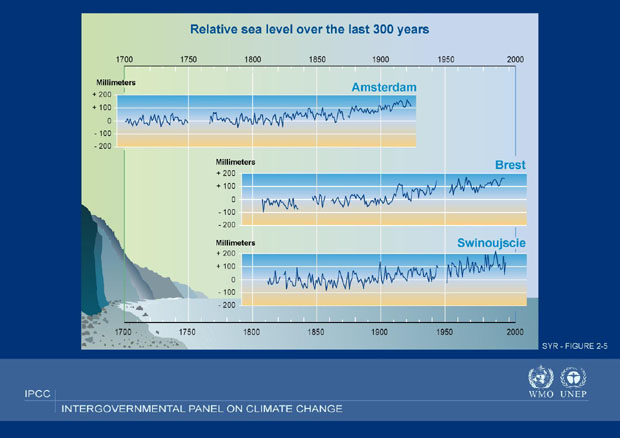 Relative sea level over the last 300 years
1700 1750 1800 1850 1900 1950 2000
Millimeters
Amsterdam
+ 200
+ 100
0
- 100
- 200
Millimeters
Brest
+ 200
+ 100
0
- 100
- 200
Millimeters
Swinoujscie
+ 200
+ 100
0
- 100
- 200
1700 1750 1800 1850 1900 1950 2000
SYR - FIGURE 2-5
WMO UNEP
IPCC
INTERGOVERNMENTAL PANEL ON CLIMATE CHANGE